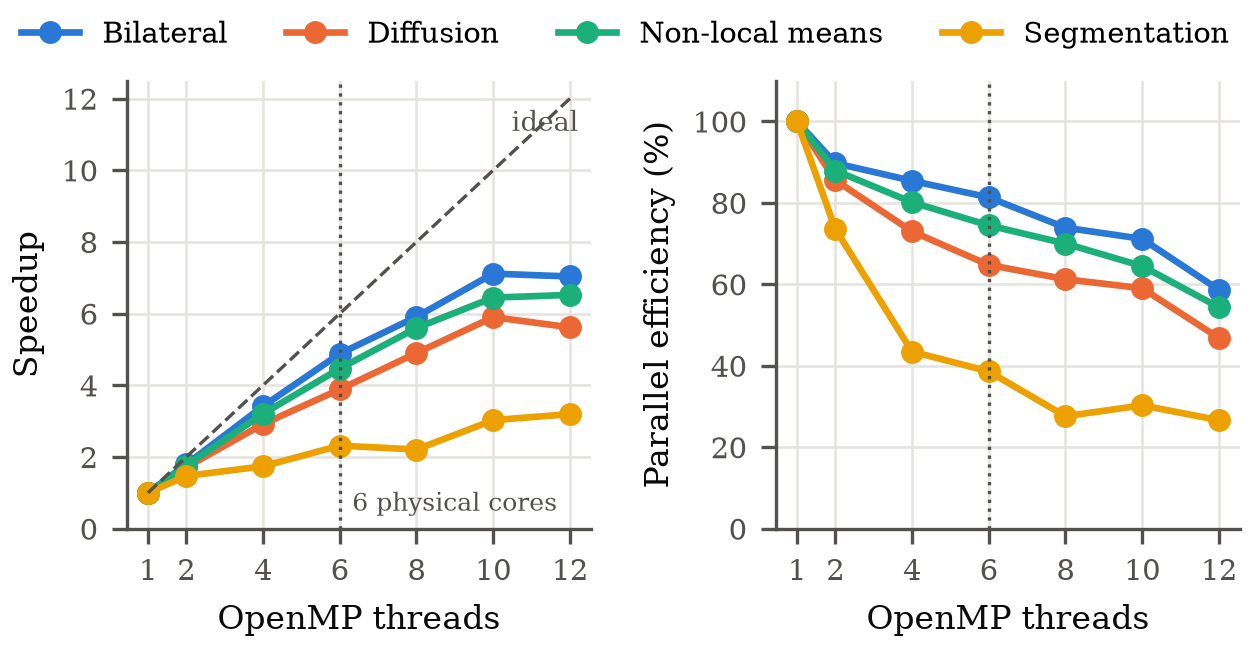 Bilateral Diffusion Non-local means Segmentation
12
10
8
6
4
2
0
Speedup
ideal
6 physical cores
1 2 4 6 8 10 12
OpenMP threads
100
80
60
40
20
0
Parallel efficiency (%)
1 2 4 6 8 10 12
OpenMP threads